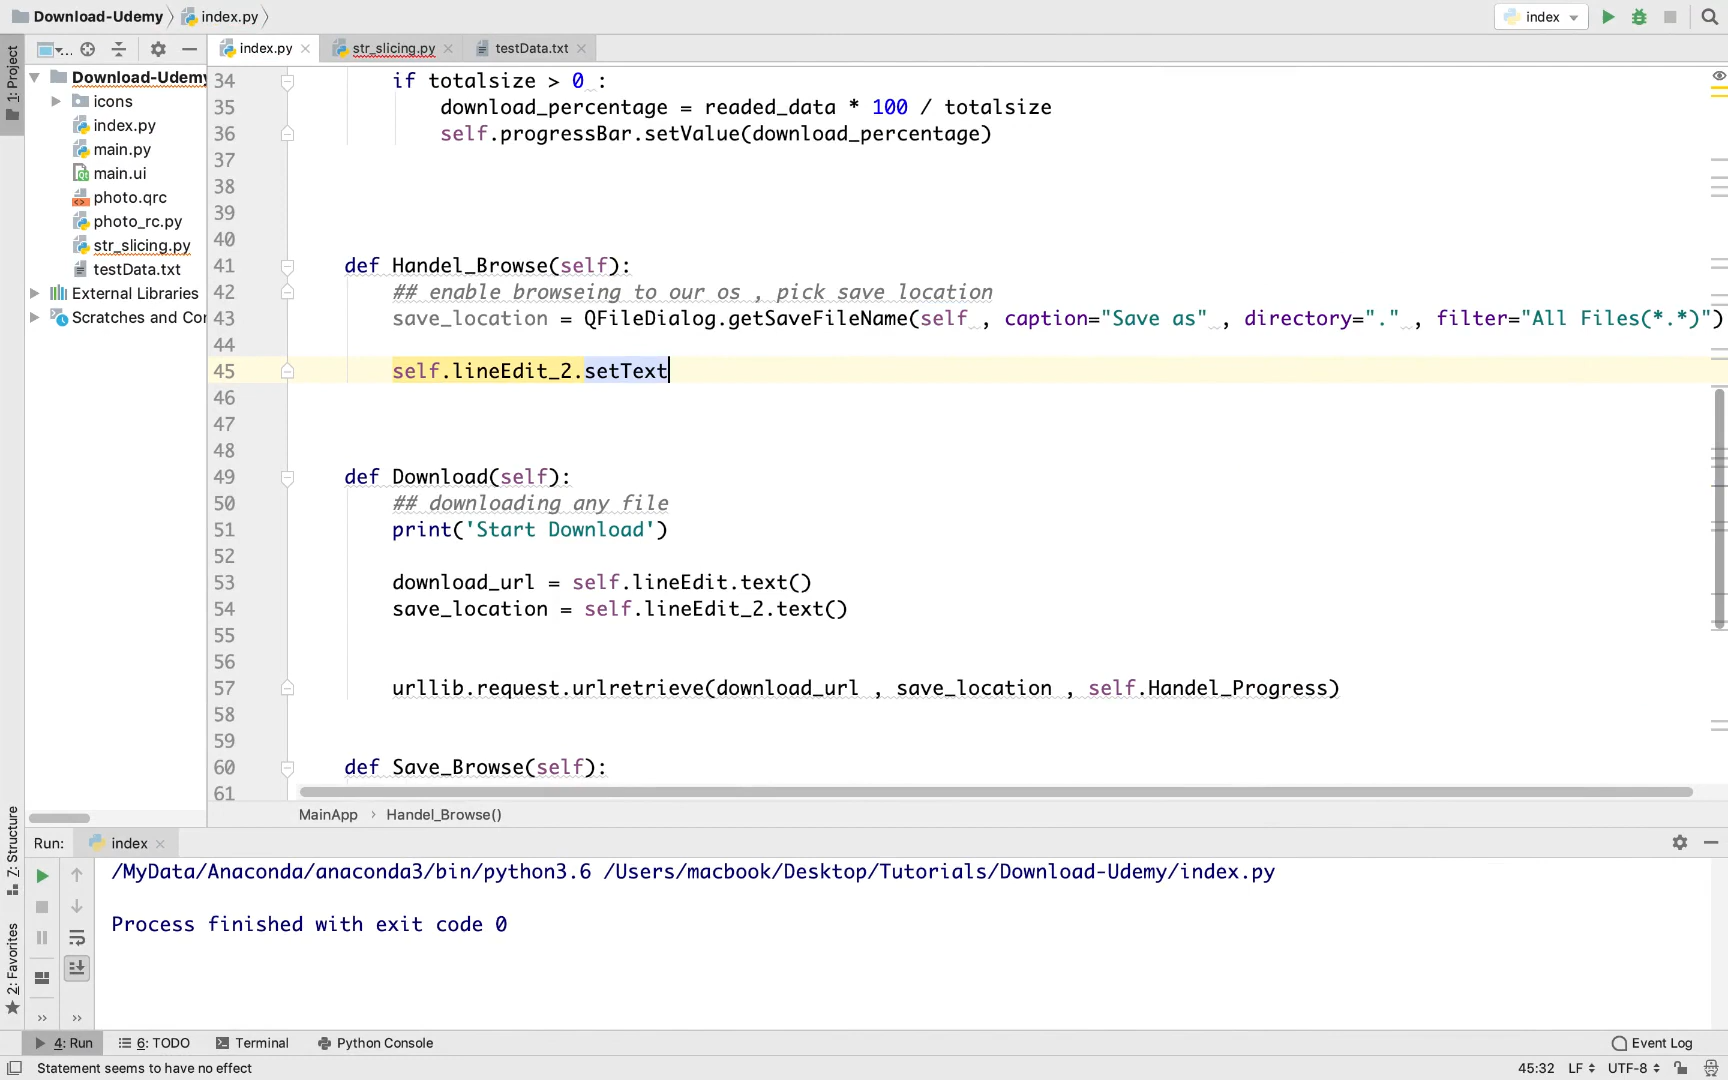 Download-Udemy index.py
index
1: Project
...
index.py
str_slicing.py
testData.txt
Download-Udemy
icons
index.py
main.py
main.ui
photo.qrc
photo_rc.py
str_slicing.py
testData.txt
External Libraries
Scratches and Cor
34 if totalsize > 0 :
35 download_percentage = readed_data * 100 / totalsize
36 self.progressBar.setValue(download_percentage)
37
38
39
40
41 def Handel_Browse(self):
42 ## enable browseing to our os , pick save location
43 save_location = QFileDialog.getSaveFileName(self , caption="Save as" , directory="." , filter="All Files(*.*)")
44
45 self.lineEdit_2.setText
46
47
48
49 def Download(self):
50 ## downloading any file
51 print('Start Download')
52
53 download_url = self.lineEdit.text()
54 save_location = self.lineEdit_2.text()
55
56
57 urllib.request.urlretrieve(download_url , save_location , self.Handel_Progress)
58
59
60 def Save_Browse(self):
61
MainApp › Handel_Browse()
Z: Structure
2: Favorites
Run: index
/MyData/Anaconda/anaconda3/bin/python3.6 /Users/macbook/Desktop/Tutorials/Download-Udemy/index.py
Process finished with exit code 0
4: Run 6: TODO Terminal Python Console Event Log
Statement seems to have no effect 45:32 LF UTF-8